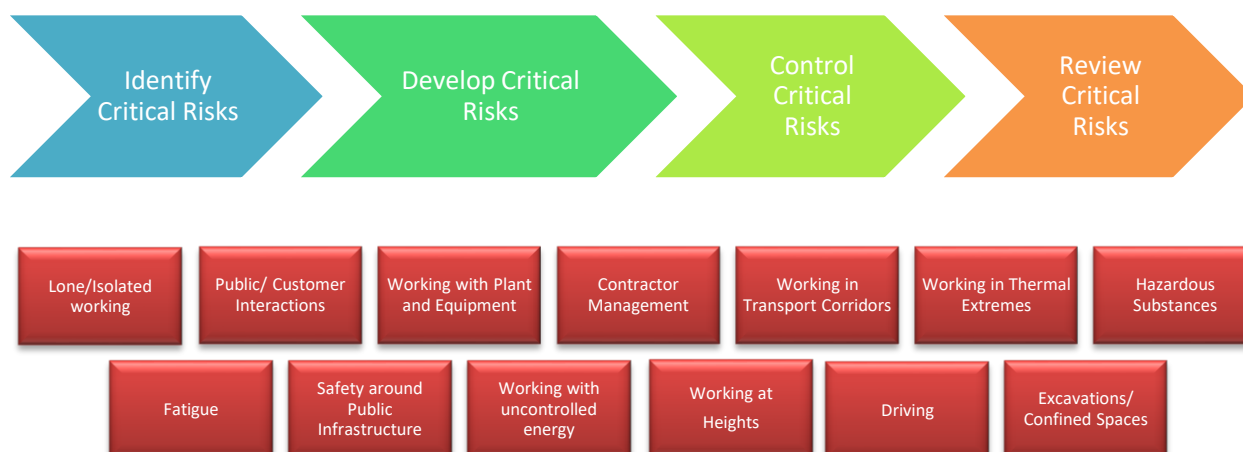 Identify
Critical Risks
Develop Critical
Risks
Control
Critical
Risks
Review
Critical
Risks
Lone/Isolated
working
Public/ Customer
Interactions
Working with Plant
and Equipment
Contractor
Management
Working in
Transport Corridors
Working in Thermal
Extremes
Hazardous
Substances
Fatigue
Safety around
Public
Infrastructure
Working with
uncontrolled
energy
Working at
Heights
Driving
Excavations/
Confined Spaces